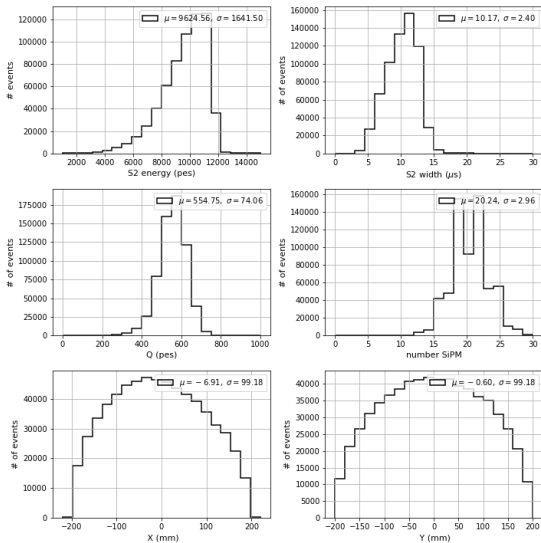 μ = 9624.56, σ = 1641.50
120000
100000
80000
60000
40000
20000
0
# events
2000 4000 6000 8000 10000 12000 14000
S2 energy (pes)
μ = 10.17, σ = 2.40
160000
140000
120000
100000
80000
60000
40000
20000
0
# of events
0 5 10 15 20 25 30
S2 width (μs)
μ = 554.75, σ = 74.06
175000
150000
125000
100000
75000
50000
25000
0
# of events
0 200 400 600 800 1000
Q (pes)
μ = 20.24, σ = 2.96
160000
140000
120000
100000
80000
60000
40000
20000
0
# of events
0 5 10 15 20 25 30
number SiPM
μ = −6.91, σ = 99.18
40000
30000
20000
10000
0
# of events
−200 −100 0 100 200
X (mm)
μ = −0.60, σ = 99.18
40000
35000
30000
25000
20000
15000
10000
5000
0
# of events
−200 −150 −100 −50 0 50 100 150 200
Y (mm)